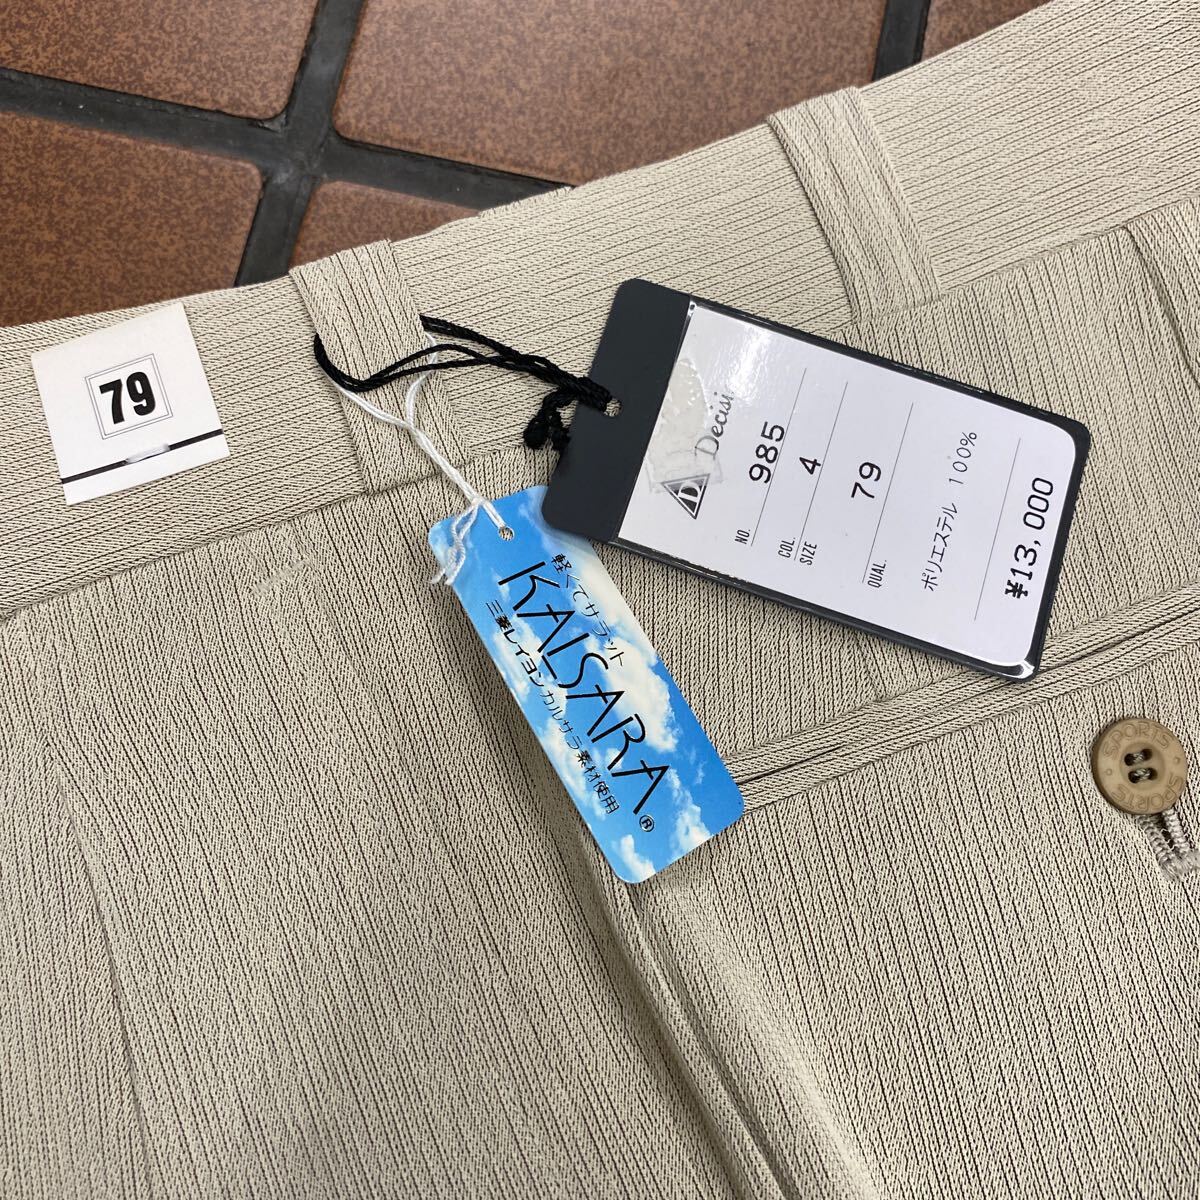 79
軽くてサラット
KALSARA®
三菱レイヨンカルサラ素材使用
D
Decisi
NO. 985
COL. 4
SIZE 79
QUAL.
ポリエステル 100%
¥13,000
SPORTS
SPORTS